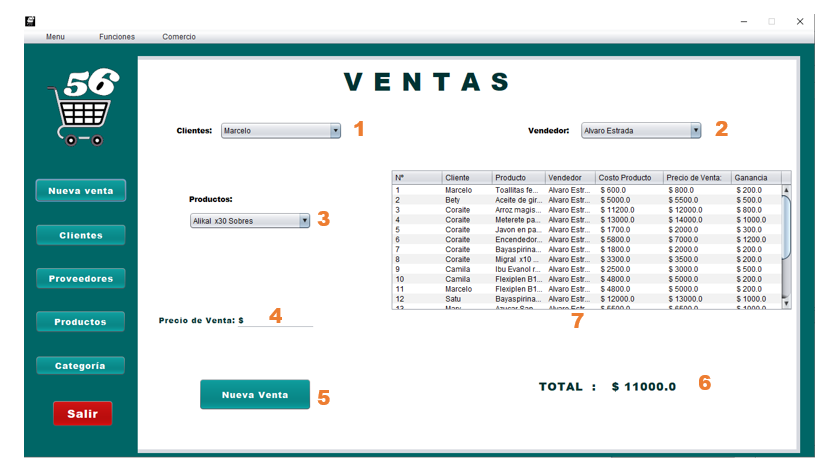 Menu Funciones Comercio
56
VENTAS
Clientes: Marcelo 1
Vendedor: Alvaro Estrada 2
Nueva venta
Clientes
Proveedores
Productos
Categoría
Salir
Productos:
Alikal x30 Sobres 3
Precio de Venta: $ 4
Nueva Venta 5
N° Cliente Producto Vendedor Costo Producto Precio de Venta: Ganancia
1 Marcelo Toallitas fe... Alvaro Estr... $ 600.0 $ 800.0 $ 200.0
2 Bety Aceite de gir... Alvaro Estr... $ 5000.0 $ 5500.0 $ 500.0
3 Coraite Arroz magis... Alvaro Estr... $ 11200.0 $ 12000.0 $ 800.0
4 Coraite Meterete pa... Alvaro Estr... $ 13000.0 $ 14000.0 $ 1000.0
5 Coraite Javon en pa... Alvaro Estr... $ 1700.0 $ 2000.0 $ 300.0
6 Coraite Encendedor... Alvaro Estr... $ 5800.0 $ 7000.0 $ 1200.0
7 Coraite Bayaspirina... Alvaro Estr... $ 1800.0 $ 2000.0 $ 200.0
8 Coraite Migral x10 ... Alvaro Estr... $ 3300.0 $ 3500.0 $ 200.0
9 Camila Ibu Evanol r... Alvaro Estr... $ 2500.0 $ 3000.0 $ 500.0
10 Camila Flexiplen B1... Alvaro Estr... $ 4800.0 $ 5000.0 $ 200.0
11 Marcelo Flexiplen B1... Alvaro Estr... $ 4800.0 $ 5000.0 $ 200.0
12 Satu Bayaspirina... Alvaro Estr... $ 12000.0 $ 13000.0 $ 1000.0
13 Alvaro Estr...
7
TOTAL : $ 11000.0 6